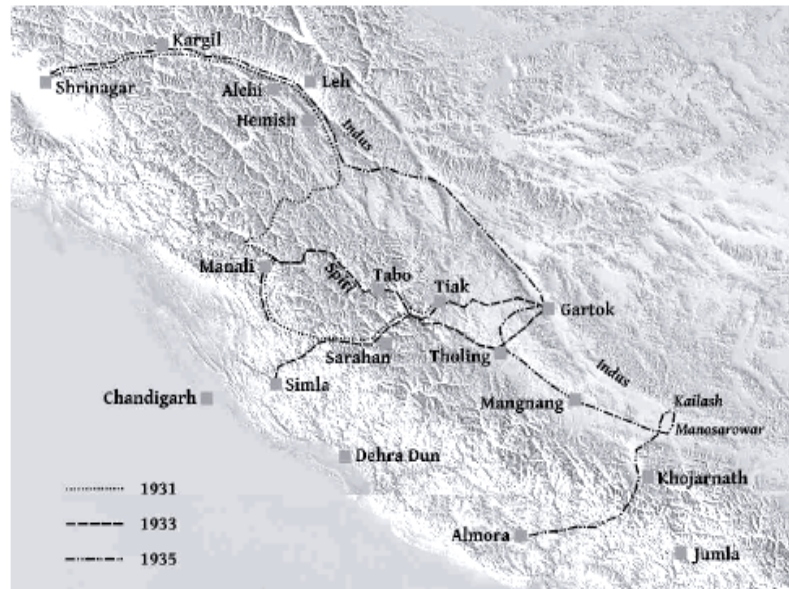 Kargil
Shrinagar
Alchi
Leh
Hemish
Indus
Manali
Spiti
Tabo
Tiak
Gartok
Sarahan
Tholing
Simla
Indus
Chandigarh
Mangnang
Kailash
Manosarowar
Dehra Dun
Khojarnath
1931
1933
1935
Almora
Jumla